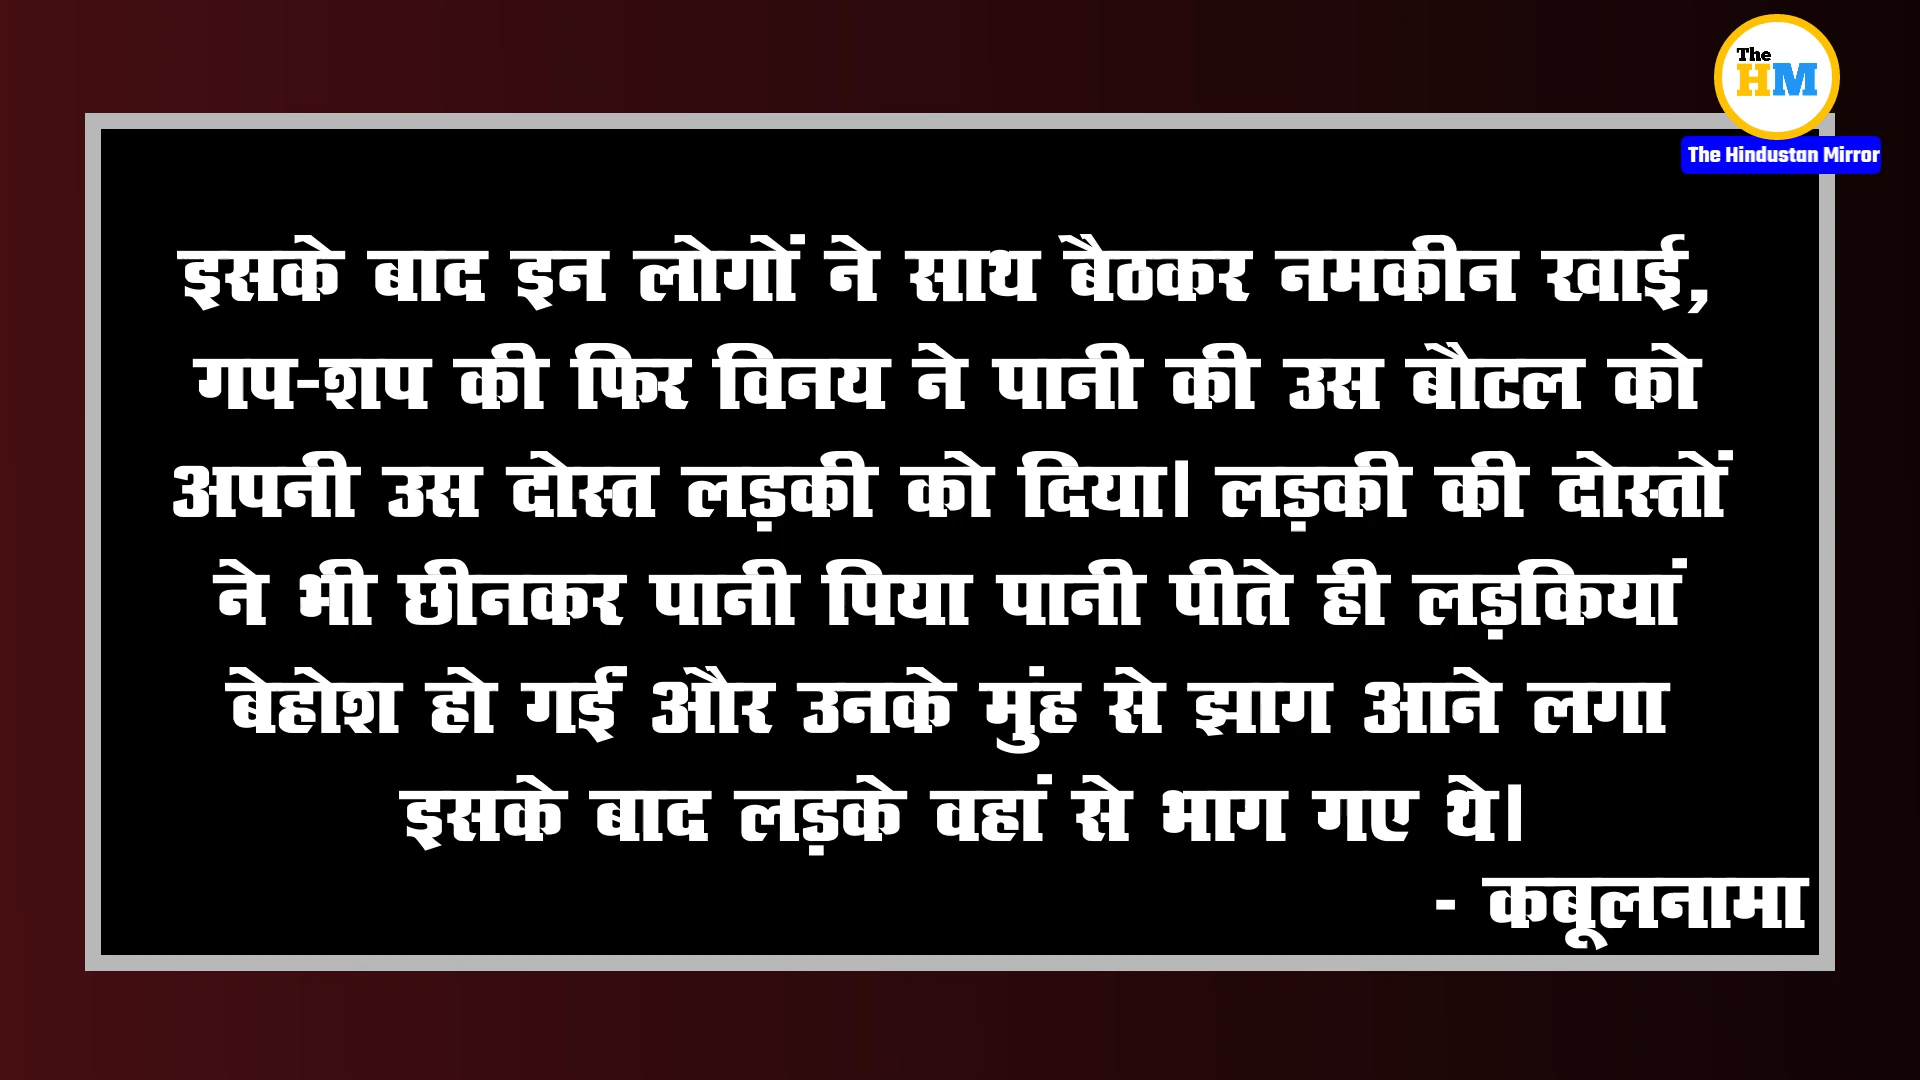 The
HM
The Hindustan Mirror
इसके बाद इन लोगों ने साथ बैठकर नमकीन खाई,
गप-शप की फिर विनय ने पानी की उस बौटल को
अपनी उस दोस्त लड़की को दिया। लड़की की दोस्तों
ने भी छीनकर पानी पिया पानी पीते ही लड़कियां
बेहोश हो गई और उनके मुंह से झाग आने लगा
इसके बाद लड़के वहां से भाग गए थे।
- कबूलनामा